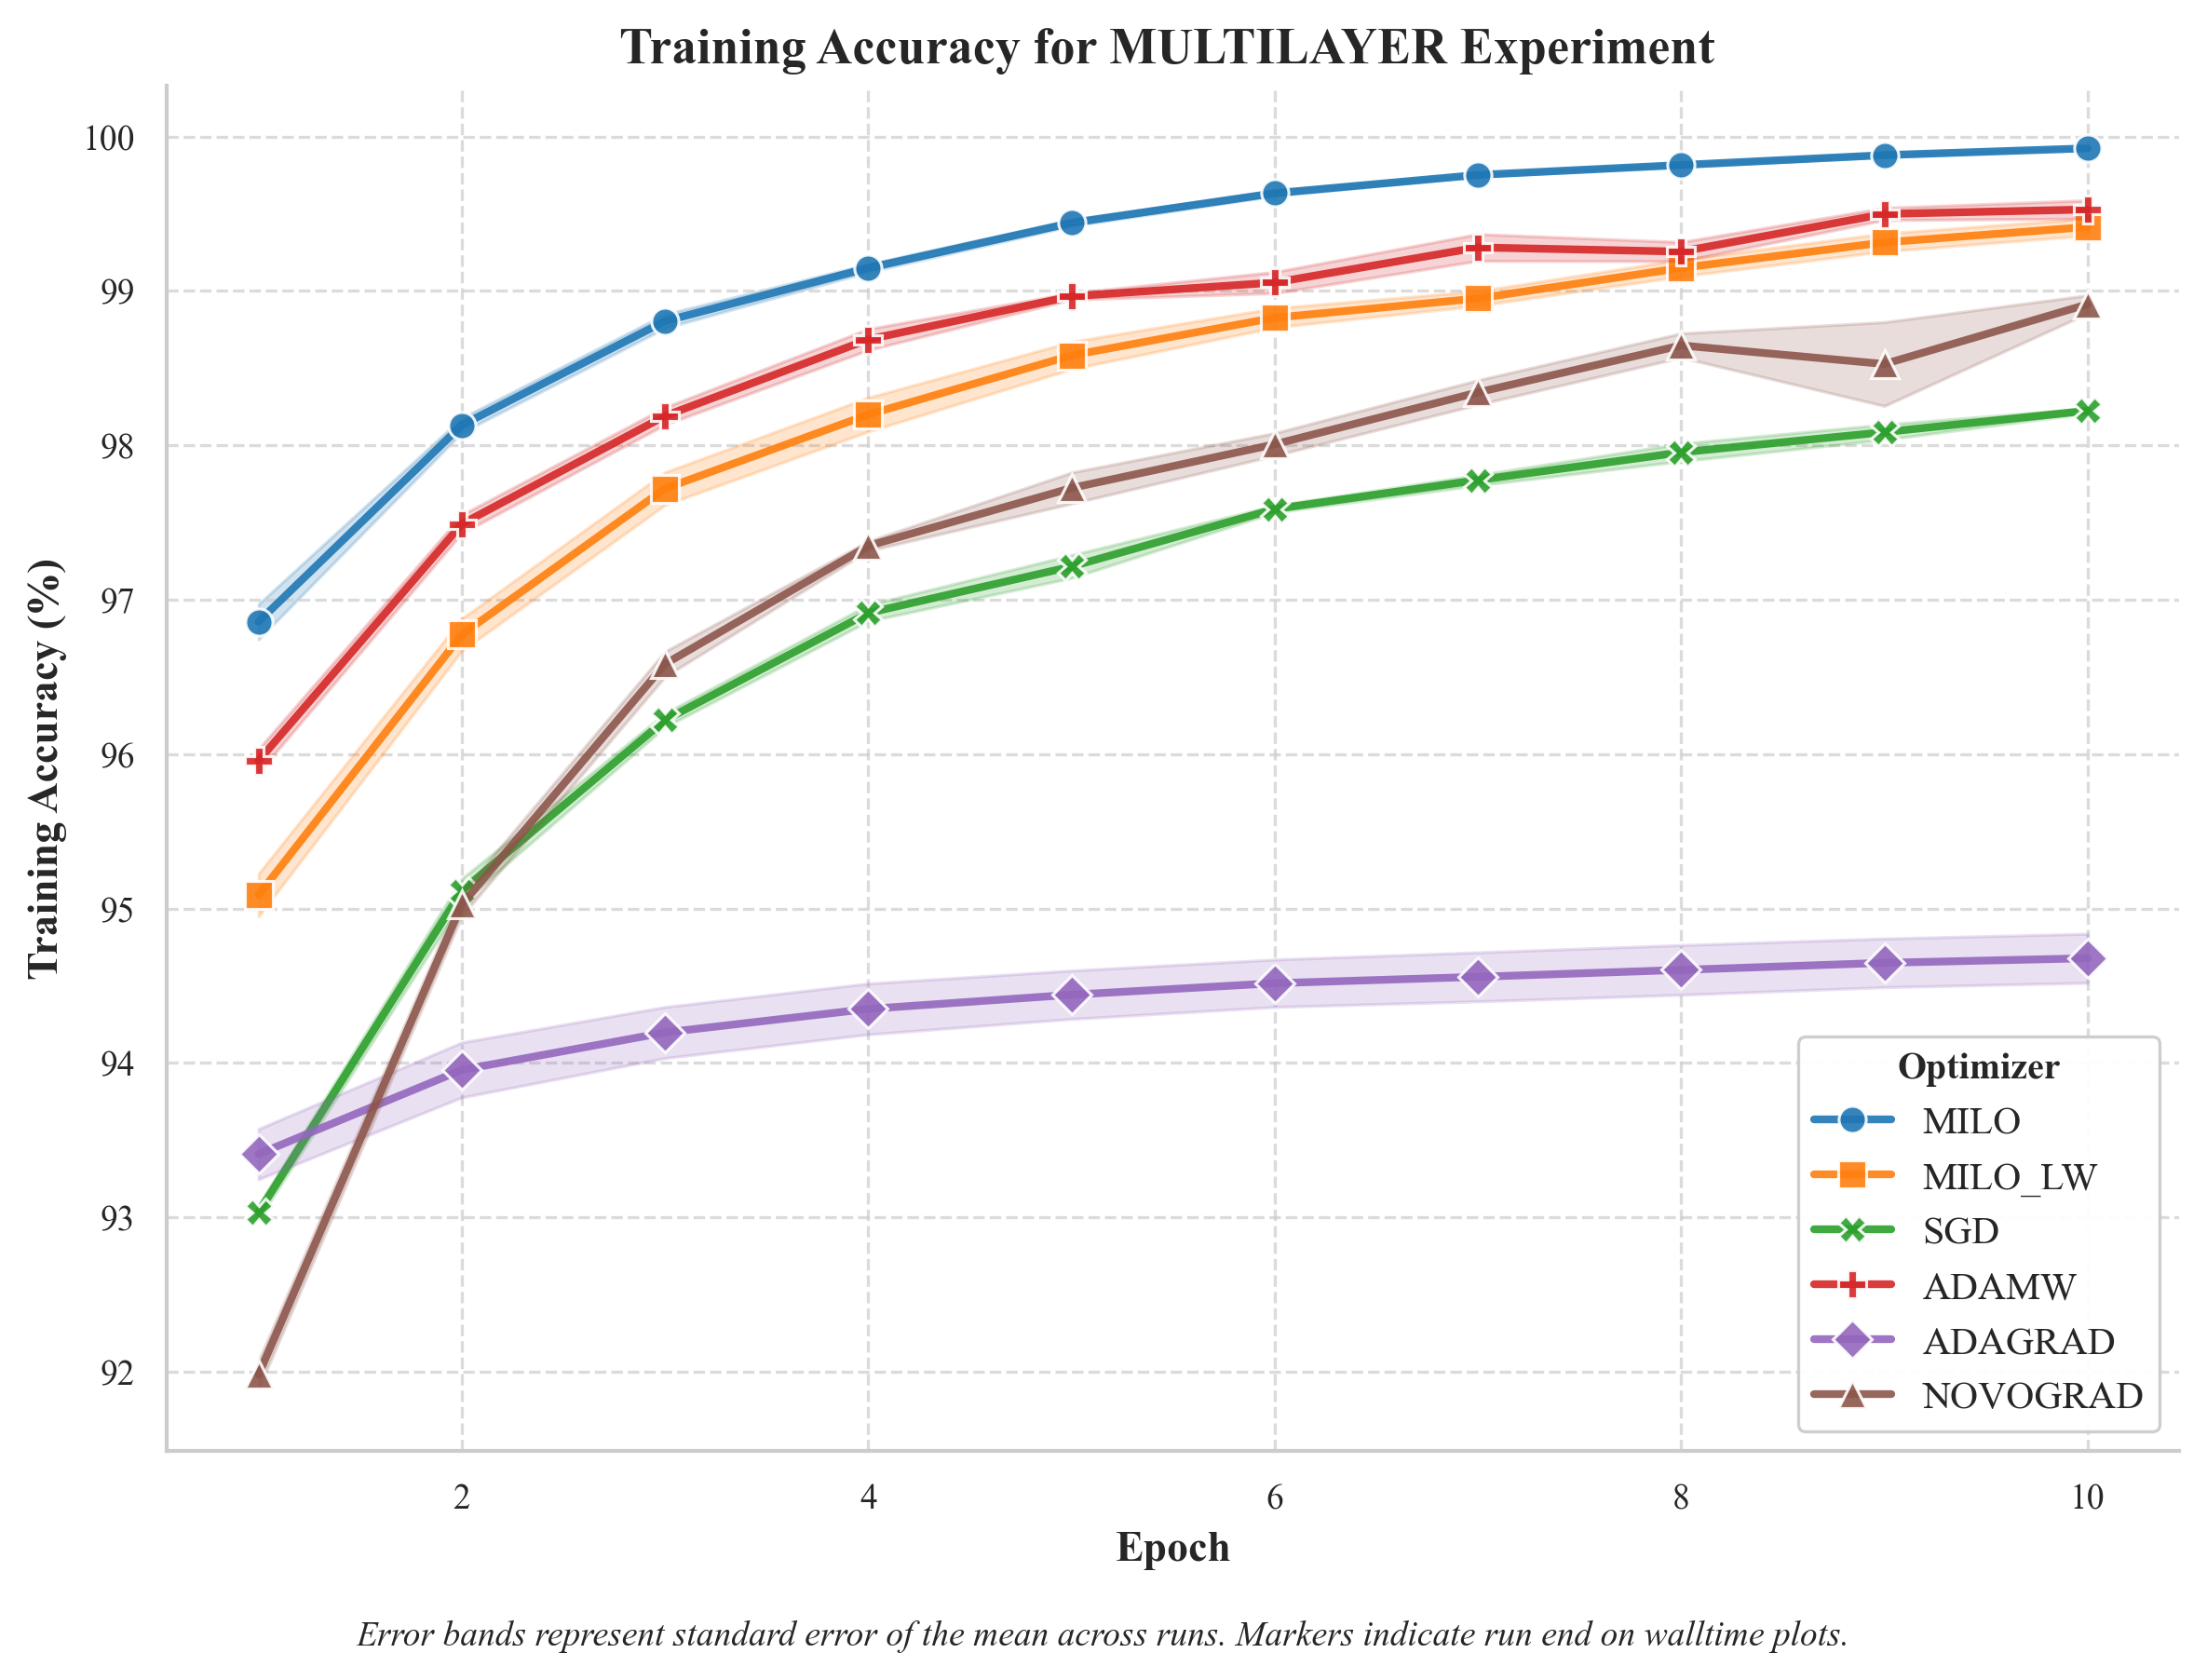 Training Accuracy for MULTILAYER Experiment
Training Accuracy (%)
100
99
98
97
96
95
94
93
92
2
4
6
8
10
Epoch
Optimizer
MILO
MILO_LW
SGD
ADAMW
ADAGRAD
NOVOGRAD
Error bands represent standard error of the mean across runs. Markers indicate run end on walltime plots.